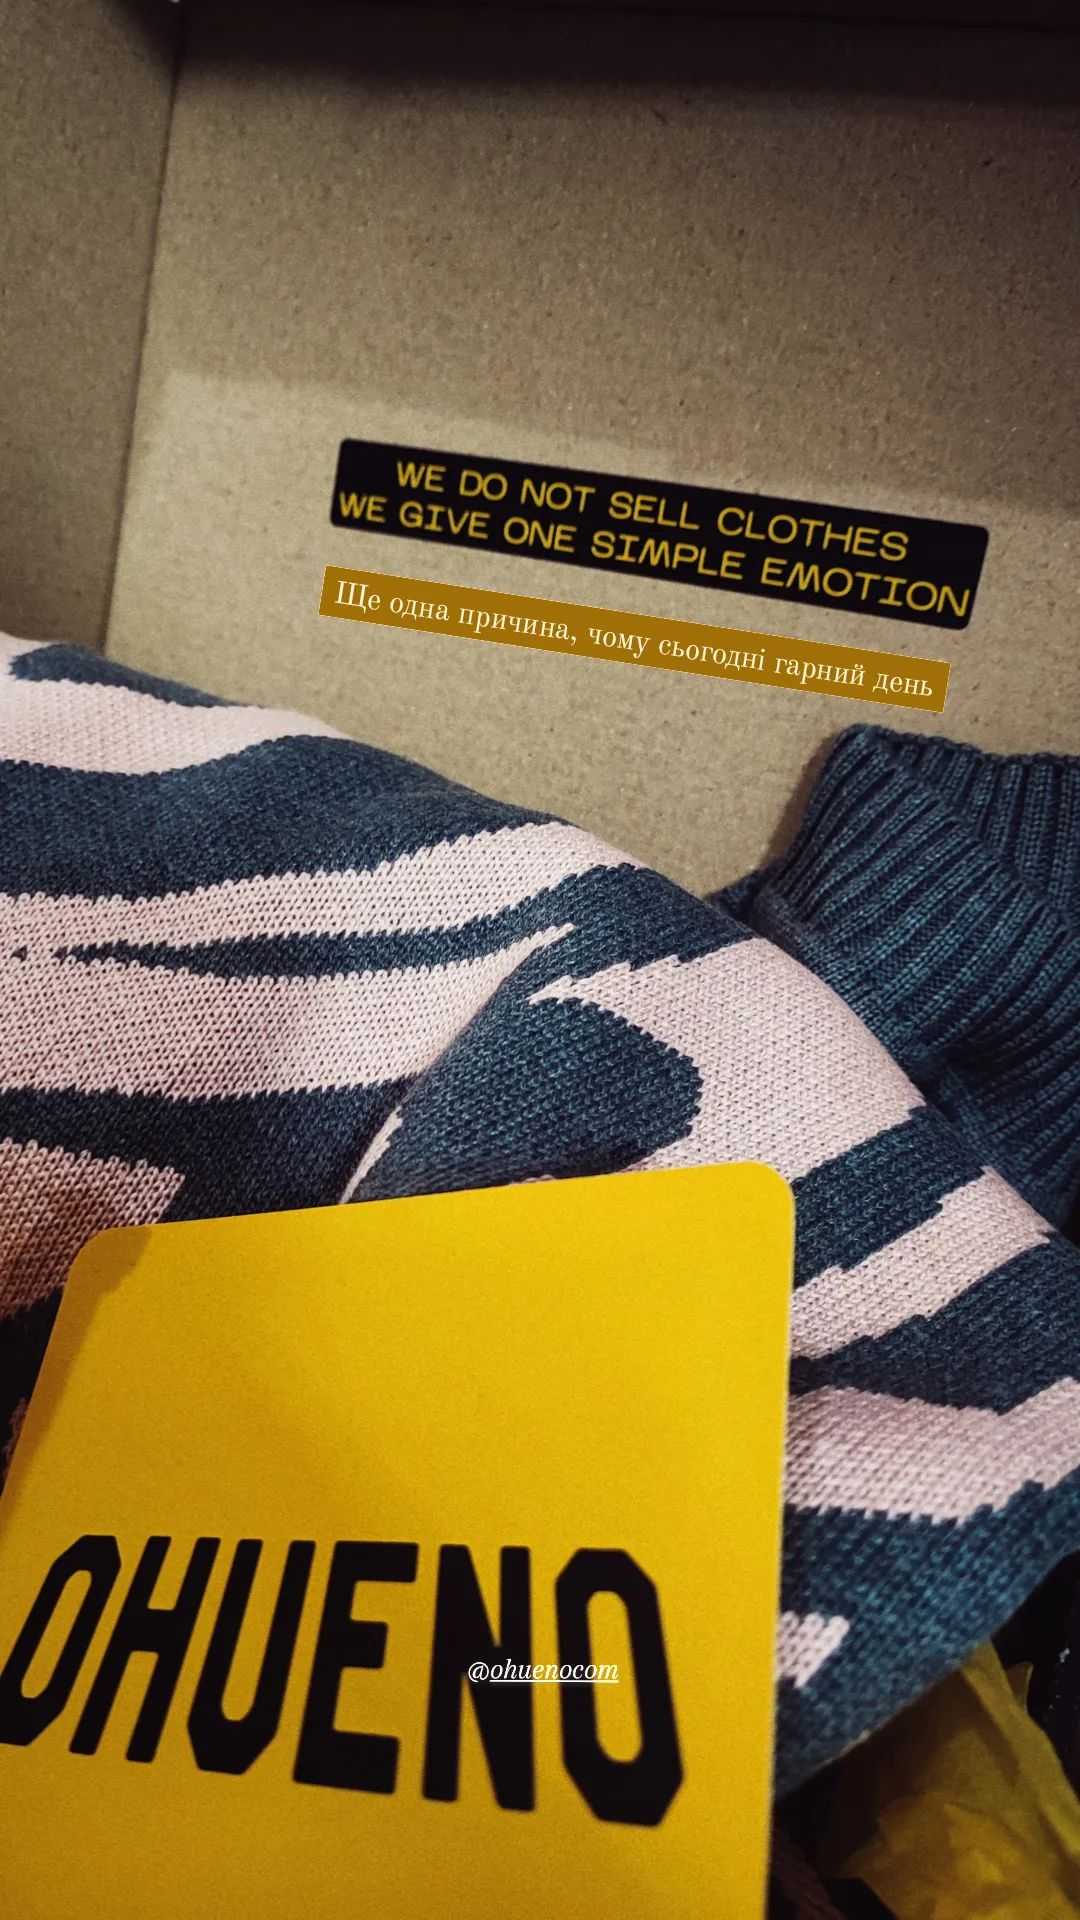 WE DO NOT SELL CLOTHES
WE GIVE ONE SIMPLE EMOTION
Ще одна причина, чому сьогодні гарний день
OHUENO
@ohuenocom